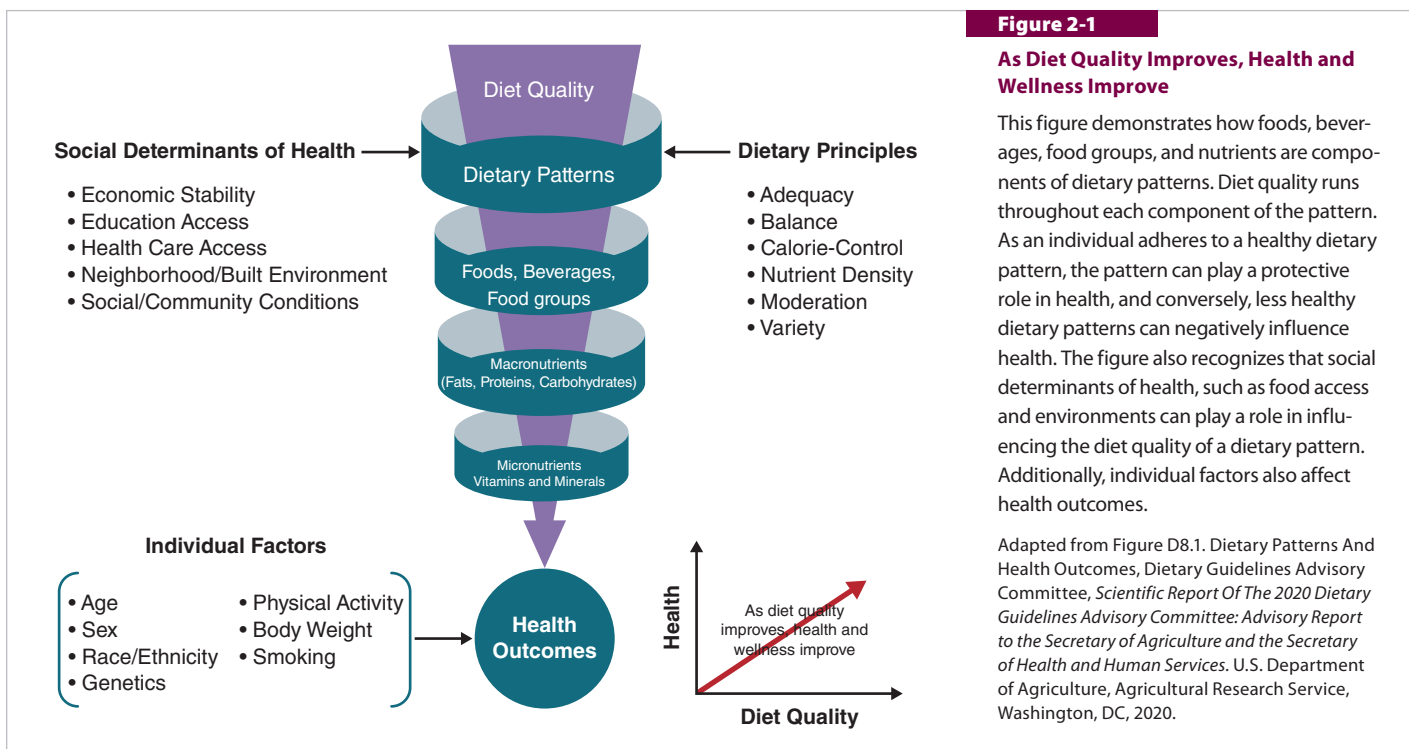 Diet Quality
Dietary Patterns
Foods, Beverages,
Food groups
Macronutrients
(Fats, Proteins, Carbohydrates)
Micronutrients
Vitamins and Minerals
Social Determinants of Health
• Economic Stability
• Education Access
• Health Care Access
• Neighborhood/Built Environment
• Social/Community Conditions
Dietary Principles
• Adequacy
• Balance
• Calorie-Control
• Nutrient Density
• Moderation
• Variety
Individual Factors
• Age
• Sex
• Race/Ethnicity
• Genetics
• Physical Activity
• Body Weight
• Smoking
Health
Outcomes
Health
As diet quality
improves, health and
wellness improve
Diet Quality
Figure 2-1
As Diet Quality Improves, Health and
Wellness Improve
This figure demonstrates how foods, bever-
ages, food groups, and nutrients are compo-
nents of dietary patterns. Diet quality runs
throughout each component of the pattern.
As an individual adheres to a healthy dietary
pattern, the pattern can play a protective
role in health, and conversely, less healthy
dietary patterns can negatively influence
health. The figure also recognizes that social
determinants of health, such as food access
and environments can play a role in influ-
encing the diet quality of a dietary pattern.
Additionally, individual factors also affect
health outcomes.
Adapted from Figure D8.1. Dietary Patterns And
Health Outcomes, Dietary Guidelines Advisory
Committee, Scientific Report Of The 2020 Dietary
Guidelines Advisory Committee: Advisory Report
to the Secretary of Agriculture and the Secretary
of Health and Human Services. U.S. Department
of Agriculture, Agricultural Research Service,
Washington, DC, 2020.